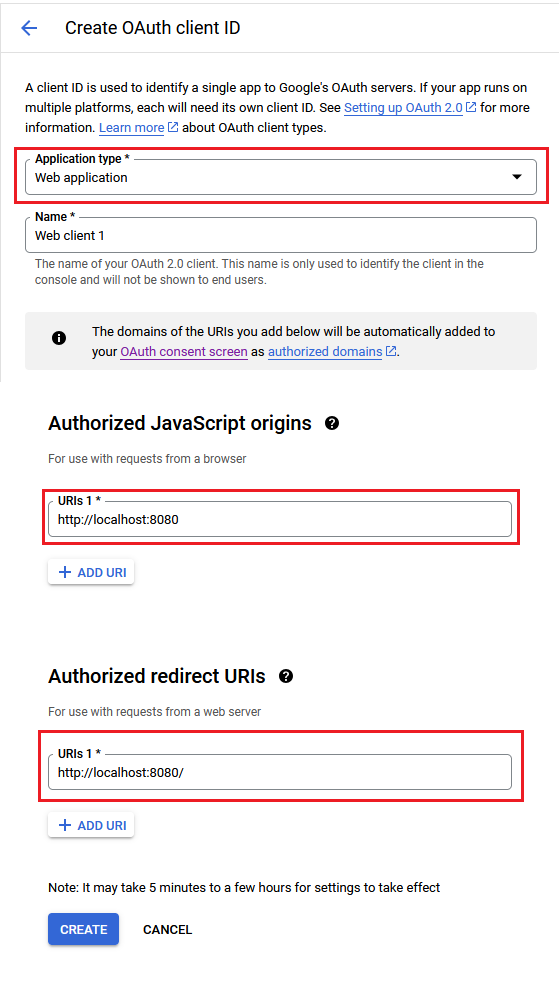 Create OAuth client ID
A client ID is used to identify a single app to Google's OAuth servers. If your app runs on
multiple platforms, each will need its own client ID. See Setting up OAuth 2.0 for more
information. Learn more about OAuth client types.
Application type *
Web application
Name *
Web client 1
The name of your OAuth 2.0 client. This name is only used to identify the client in the
console and will not be shown to end users.
The domains of the URIs you add below will be automatically added to
your OAuth consent screen as authorized domains.
Authorized JavaScript origins
For use with requests from a browser
URIs 1 *
http://localhost:8080
ADD URI
Authorized redirect URIs
For use with requests from a web server
URIs 1 *
http://localhost:8080/
ADD URI
Note: It may take 5 minutes to a few hours for settings to take effect
CREATE CANCEL